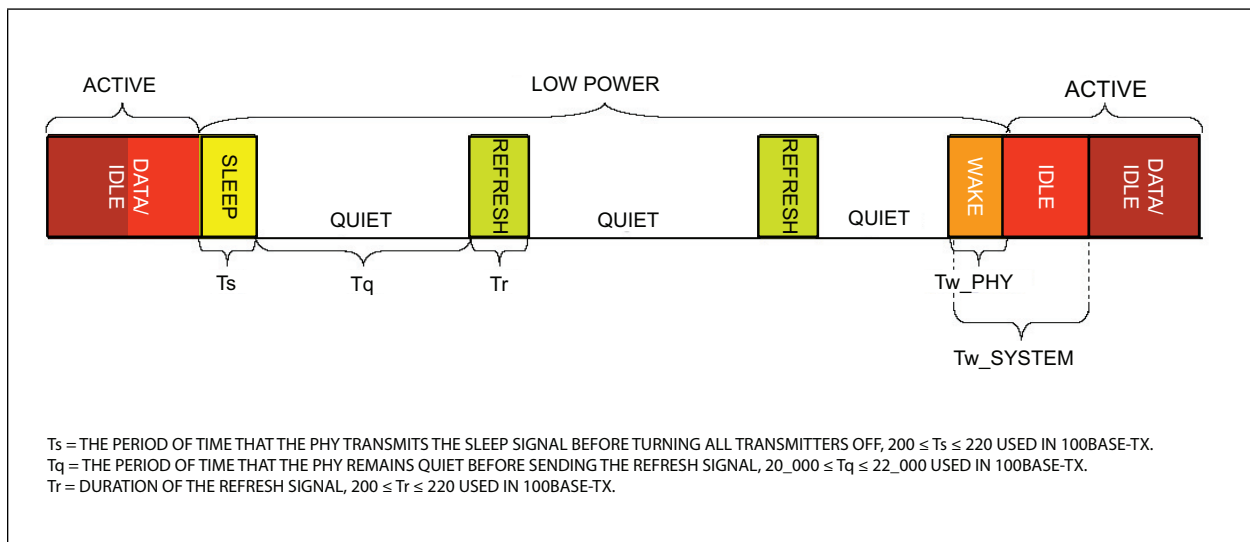 ACTIVE
LOW POWER
ACTIVE
DATA/
IDLE
SLEEP
QUIET
REFRESH
QUIET
REFRESH
QUIET
WAKE
IDLE
DATA/
IDLE
Ts
Tq
Tr
Tw_PHY
Tw_SYSTEM
Ts = THE PERIOD OF TIME THAT THE PHY TRANSMITS THE SLEEP SIGNAL BEFORE TURNING ALL TRANSMITTERS OFF, 200 ≤ Ts ≤ 220 USED IN 100BASE-TX.
Tq = THE PERIOD OF TIME THAT THE PHY REMAINS QUIET BEFORE SENDING THE REFRESH SIGNAL, 20_000 ≤ Tq ≤ 22_000 USED IN 100BASE-TX.
Tr = DURATION OF THE REFRESH SIGNAL, 200 ≤ Tr ≤ 220 USED IN 100BASE-TX.